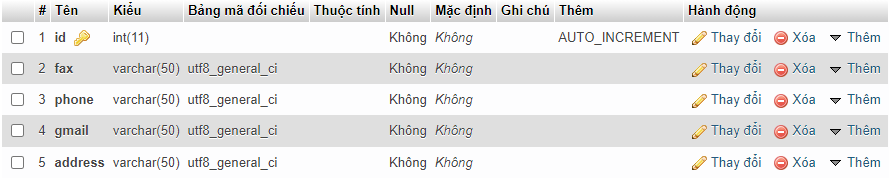 # Tên Kiểu Bảng mã đối chiếu Thuộc tính Null Mặc định Ghi chú Thêm Hành động
1 id int(11) Không Không AUTO_INCREMENT Thay đổi Xóa Thêm
2 fax varchar(50) utf8_general_ci Không Không Thay đổi Xóa Thêm
3 phone varchar(50) utf8_general_ci Không Không Thay đổi Xóa Thêm
4 gmail varchar(50) utf8_general_ci Không Không Thay đổi Xóa Thêm
5 address varchar(50) utf8_general_ci Không Không Thay đổi Xóa Thêm